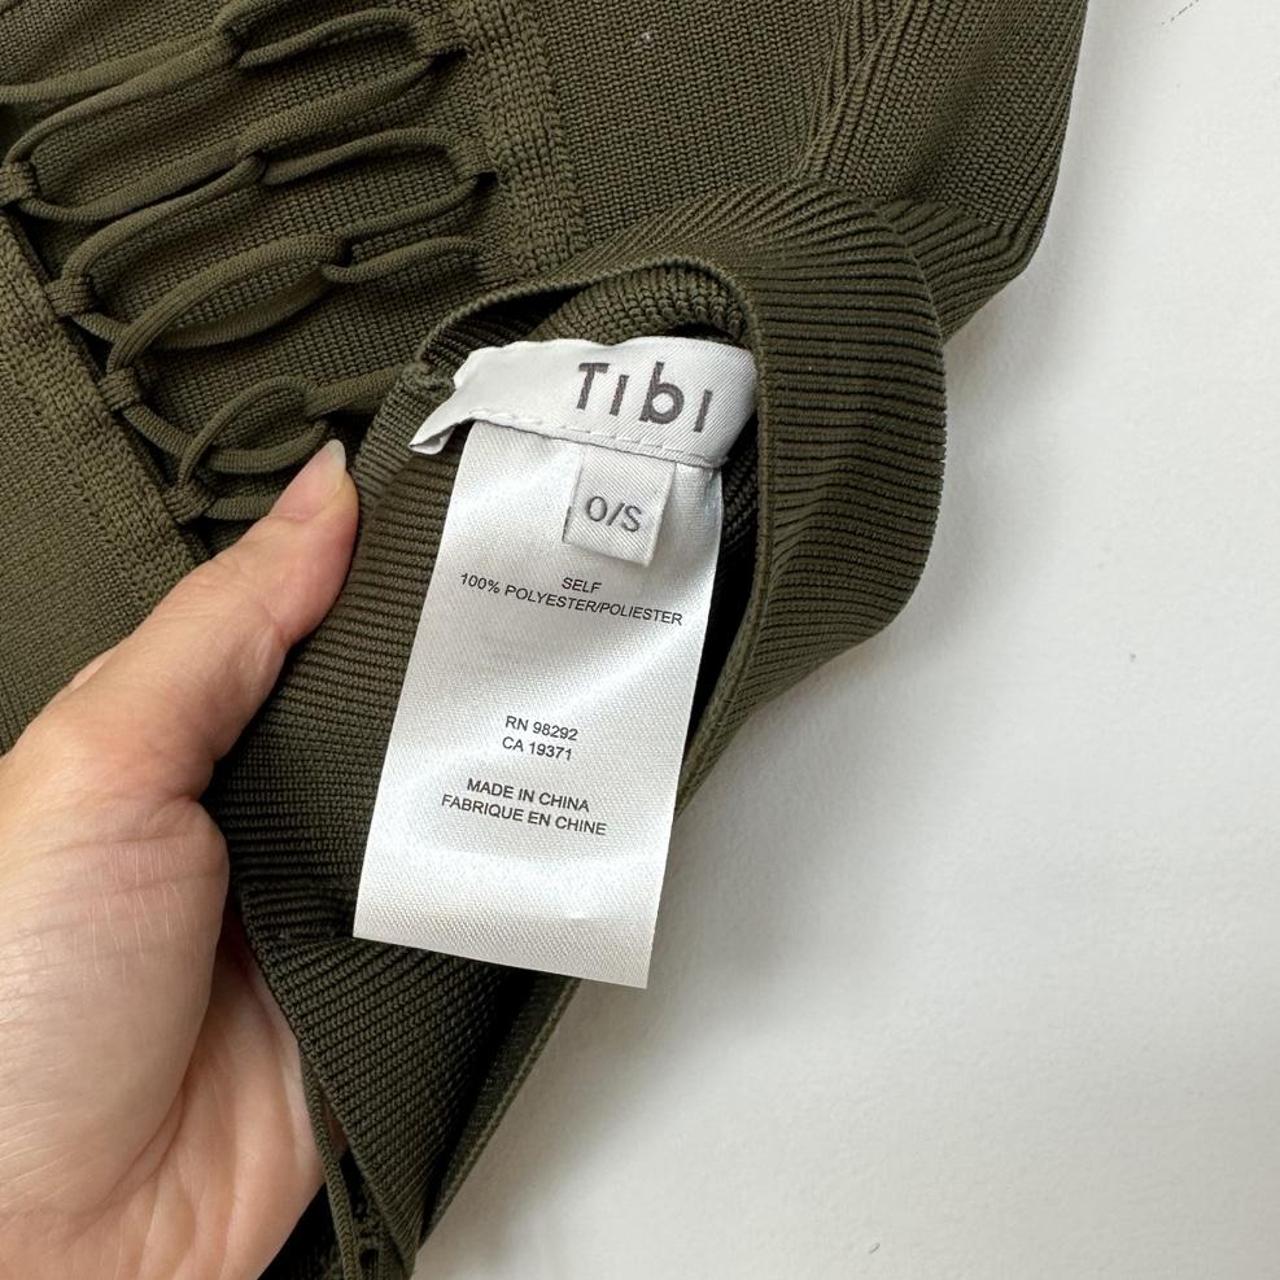 Tibi
O/S
SELF
100% POLYESTER/POLIESTER
RN 98292
CA 19371
MADE IN CHINA
FABRIQUE EN CHINE